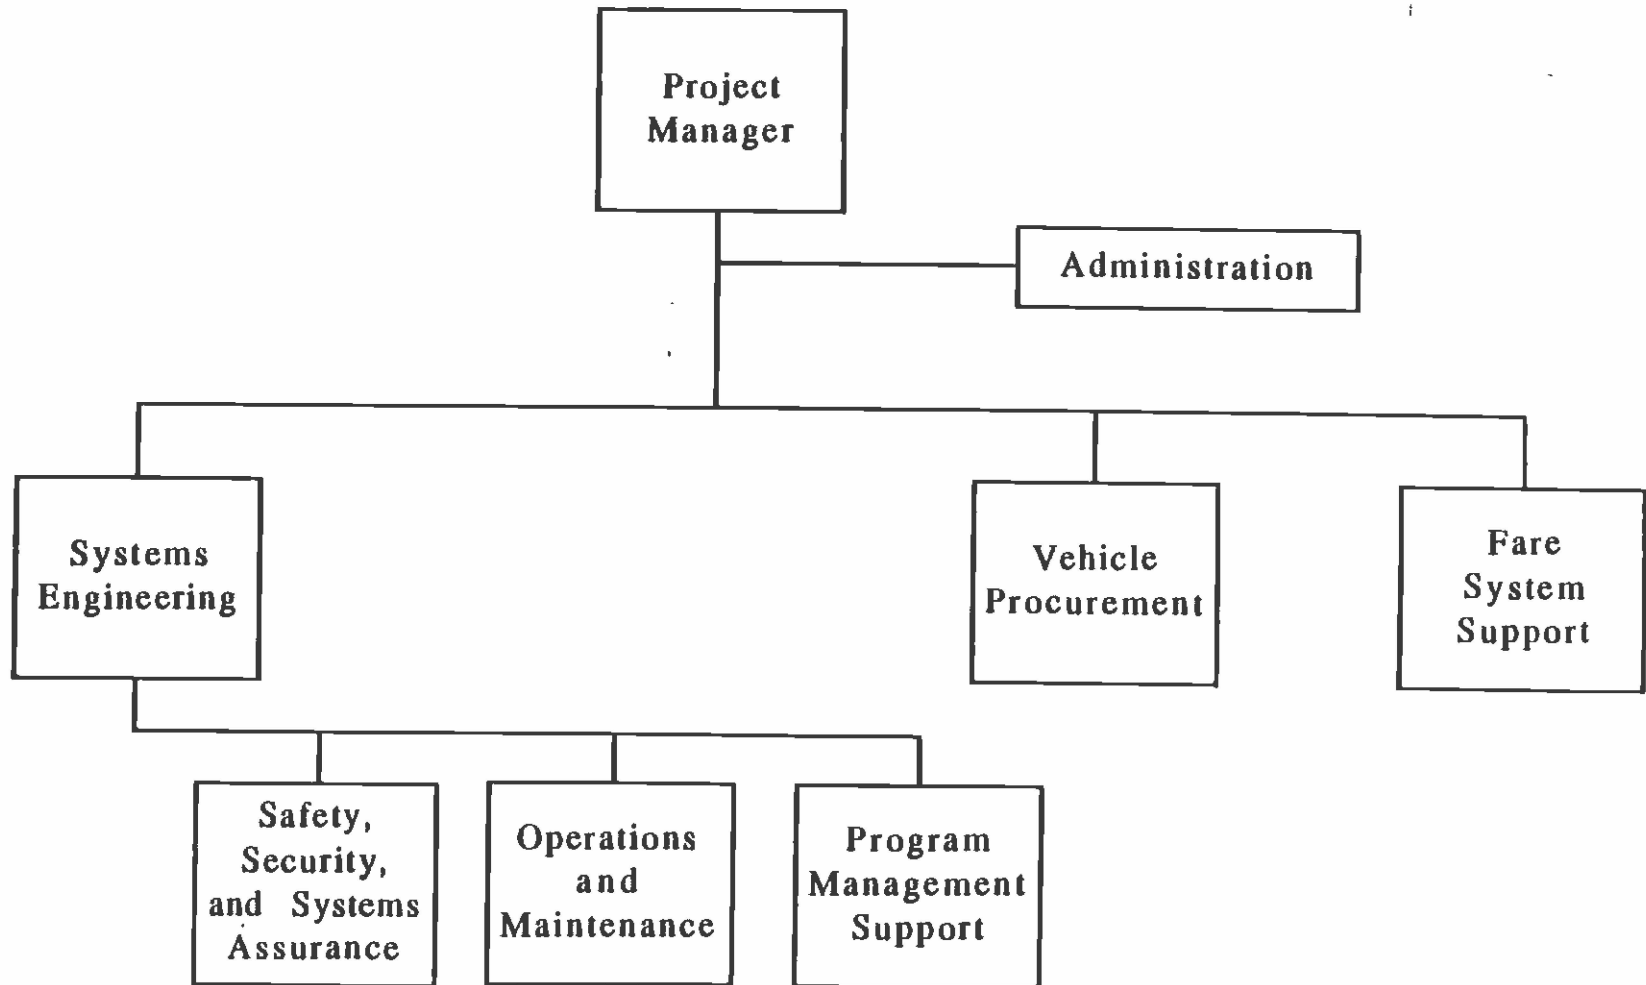 Project
Manager
Administration
Systems
Engineering
Vehicle
Procurement
Fare
System
Support
Safety,
Security,
and Systems
Assurance
Operations
and
Maintenance
Program
Management
Support